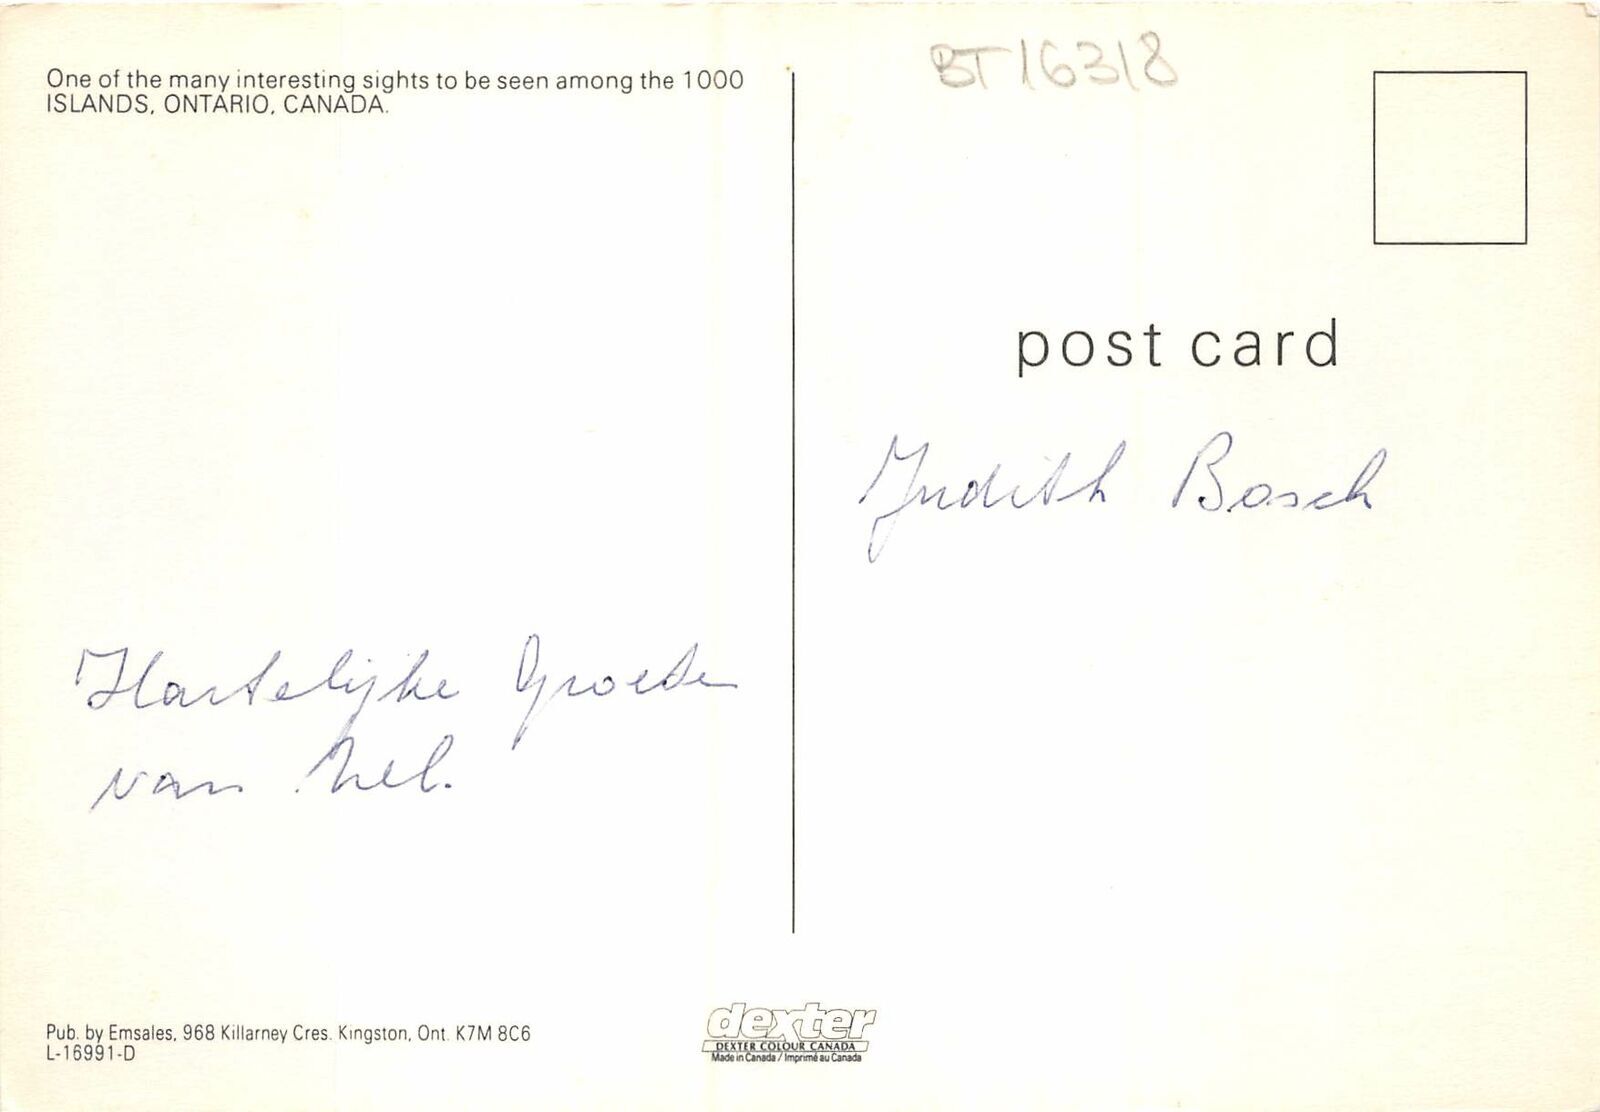 One of the many interesting sights to be seen among the 1000
ISLANDS, ONTARIO, CANADA.
BT16318
post card
Judith Bosch
Hartelijke Groeten
van Nel.
Pub. by Emsales, 968 Killarney Cres. Kingston, Ont. K7M 8C6
L-16991-D
dexter
DEXTER COLOUR CANADA
Made in Canada / Imprimé au Canada